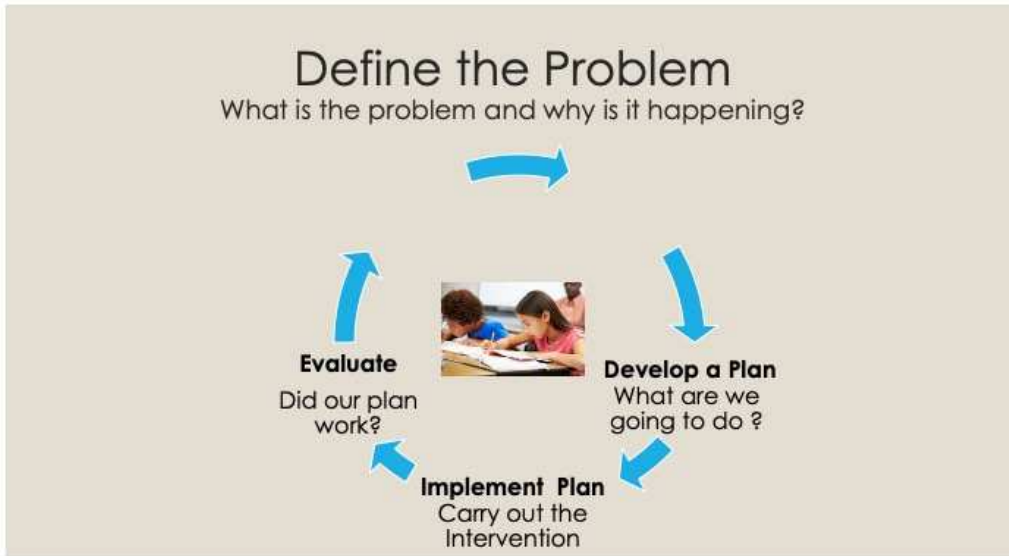 Define the Problem
What is the problem and why is it happening?
Develop a Plan
What are we
going to do ?
Implement Plan
Carry out the
Intervention
Evaluate
Did our plan
work?